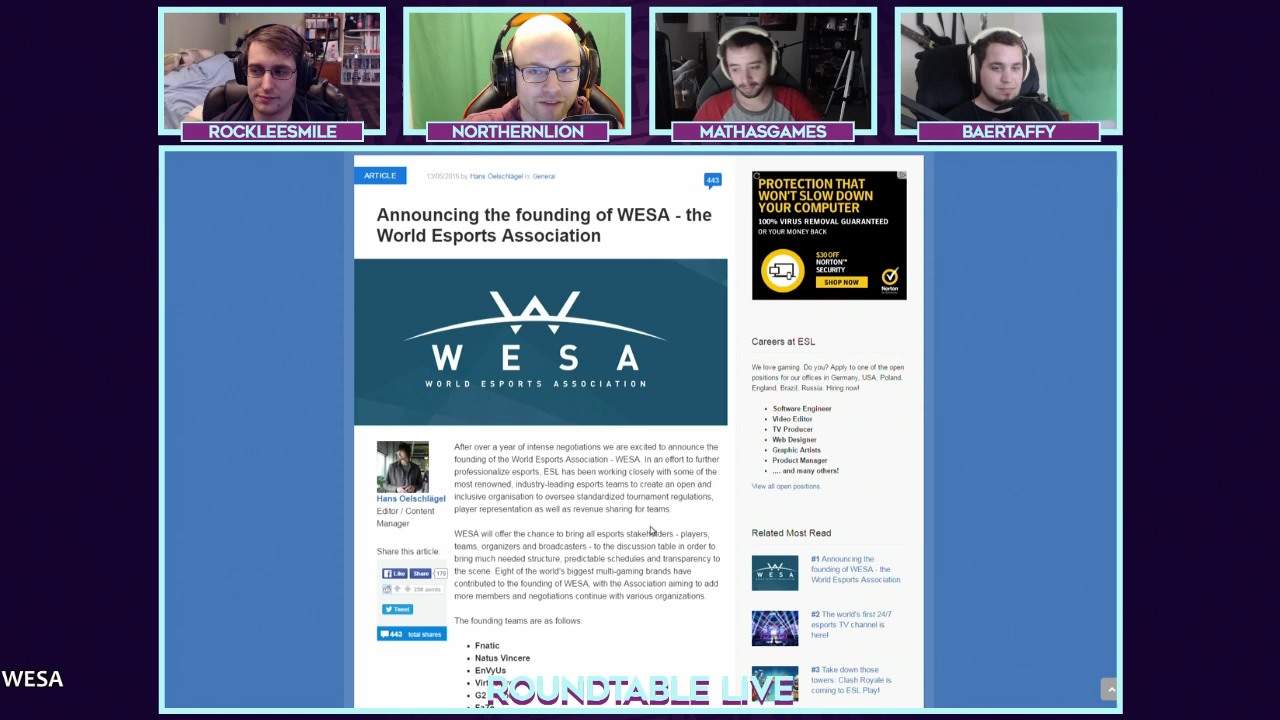 ROCKLEESMILE
NORTHERNLION
MATHASGAMES
BAERTAFFY
ARTICLE
13/05/2016 by Hans Oelschlägel in: General
443
Announcing the founding of WESA - the
World Esports Association
WESA
WORLD ESPORTS ASSOCIATION
Hans Oelschlägel
Editor / Content
Manager
Share this article:
Like
Share
Tweet
443 total shares
After over a year of intense negotiations we are excited to announce the
founding of the World Esports Association - WESA. In an effort to further
professionalize esports, ESL has been working closely with some of the
most renowned, industry-leading esports teams to create an open and
inclusive organisation to oversee standardized tournament regulations,
player representation as well as revenue sharing for teams.
WESA will offer the chance to bring all esports stakeholders - players,
teams, organizers and broadcasters - to the discussion table in order to
bring much needed structure, predictable schedules and transparency to
the scene. Eight of the world's biggest multi-gaming brands have
contributed to the founding of WESA, with the Association aiming to add
more members and negotiations continue with various organizations.
The founding teams are as follows:
Fnatic
Natus Vincere
EnVyUs
G2
PROTECTION THAT
WON'T SLOW DOWN
YOUR COMPUTER
100% VIRUS REMOVAL GUARANTEED
OR YOUR MONEY BACK
$30 OFF
NORTON™
SECURITY
SHOP NOW
Norton
Careers at ESL
We love gaming. Do you? Apply to one of the open
positions for our offices in Germany, USA, Poland,
England, Brazil, Russia. Hiring now!
Software Engineer
Video Editor
TV Producer
Web Designer
Graphic Artists
Product Manager
.... and many others!
View all open positions.
Related Most Read
#1 Announcing the
founding of WESA - the
World Esports Association
#2 The world's first 24/7
esports TV channel is
here!
#3 Take down those
towers: Clash Royale is
coming to ESL Play!
WESA
ROUNDTABLE LIVE